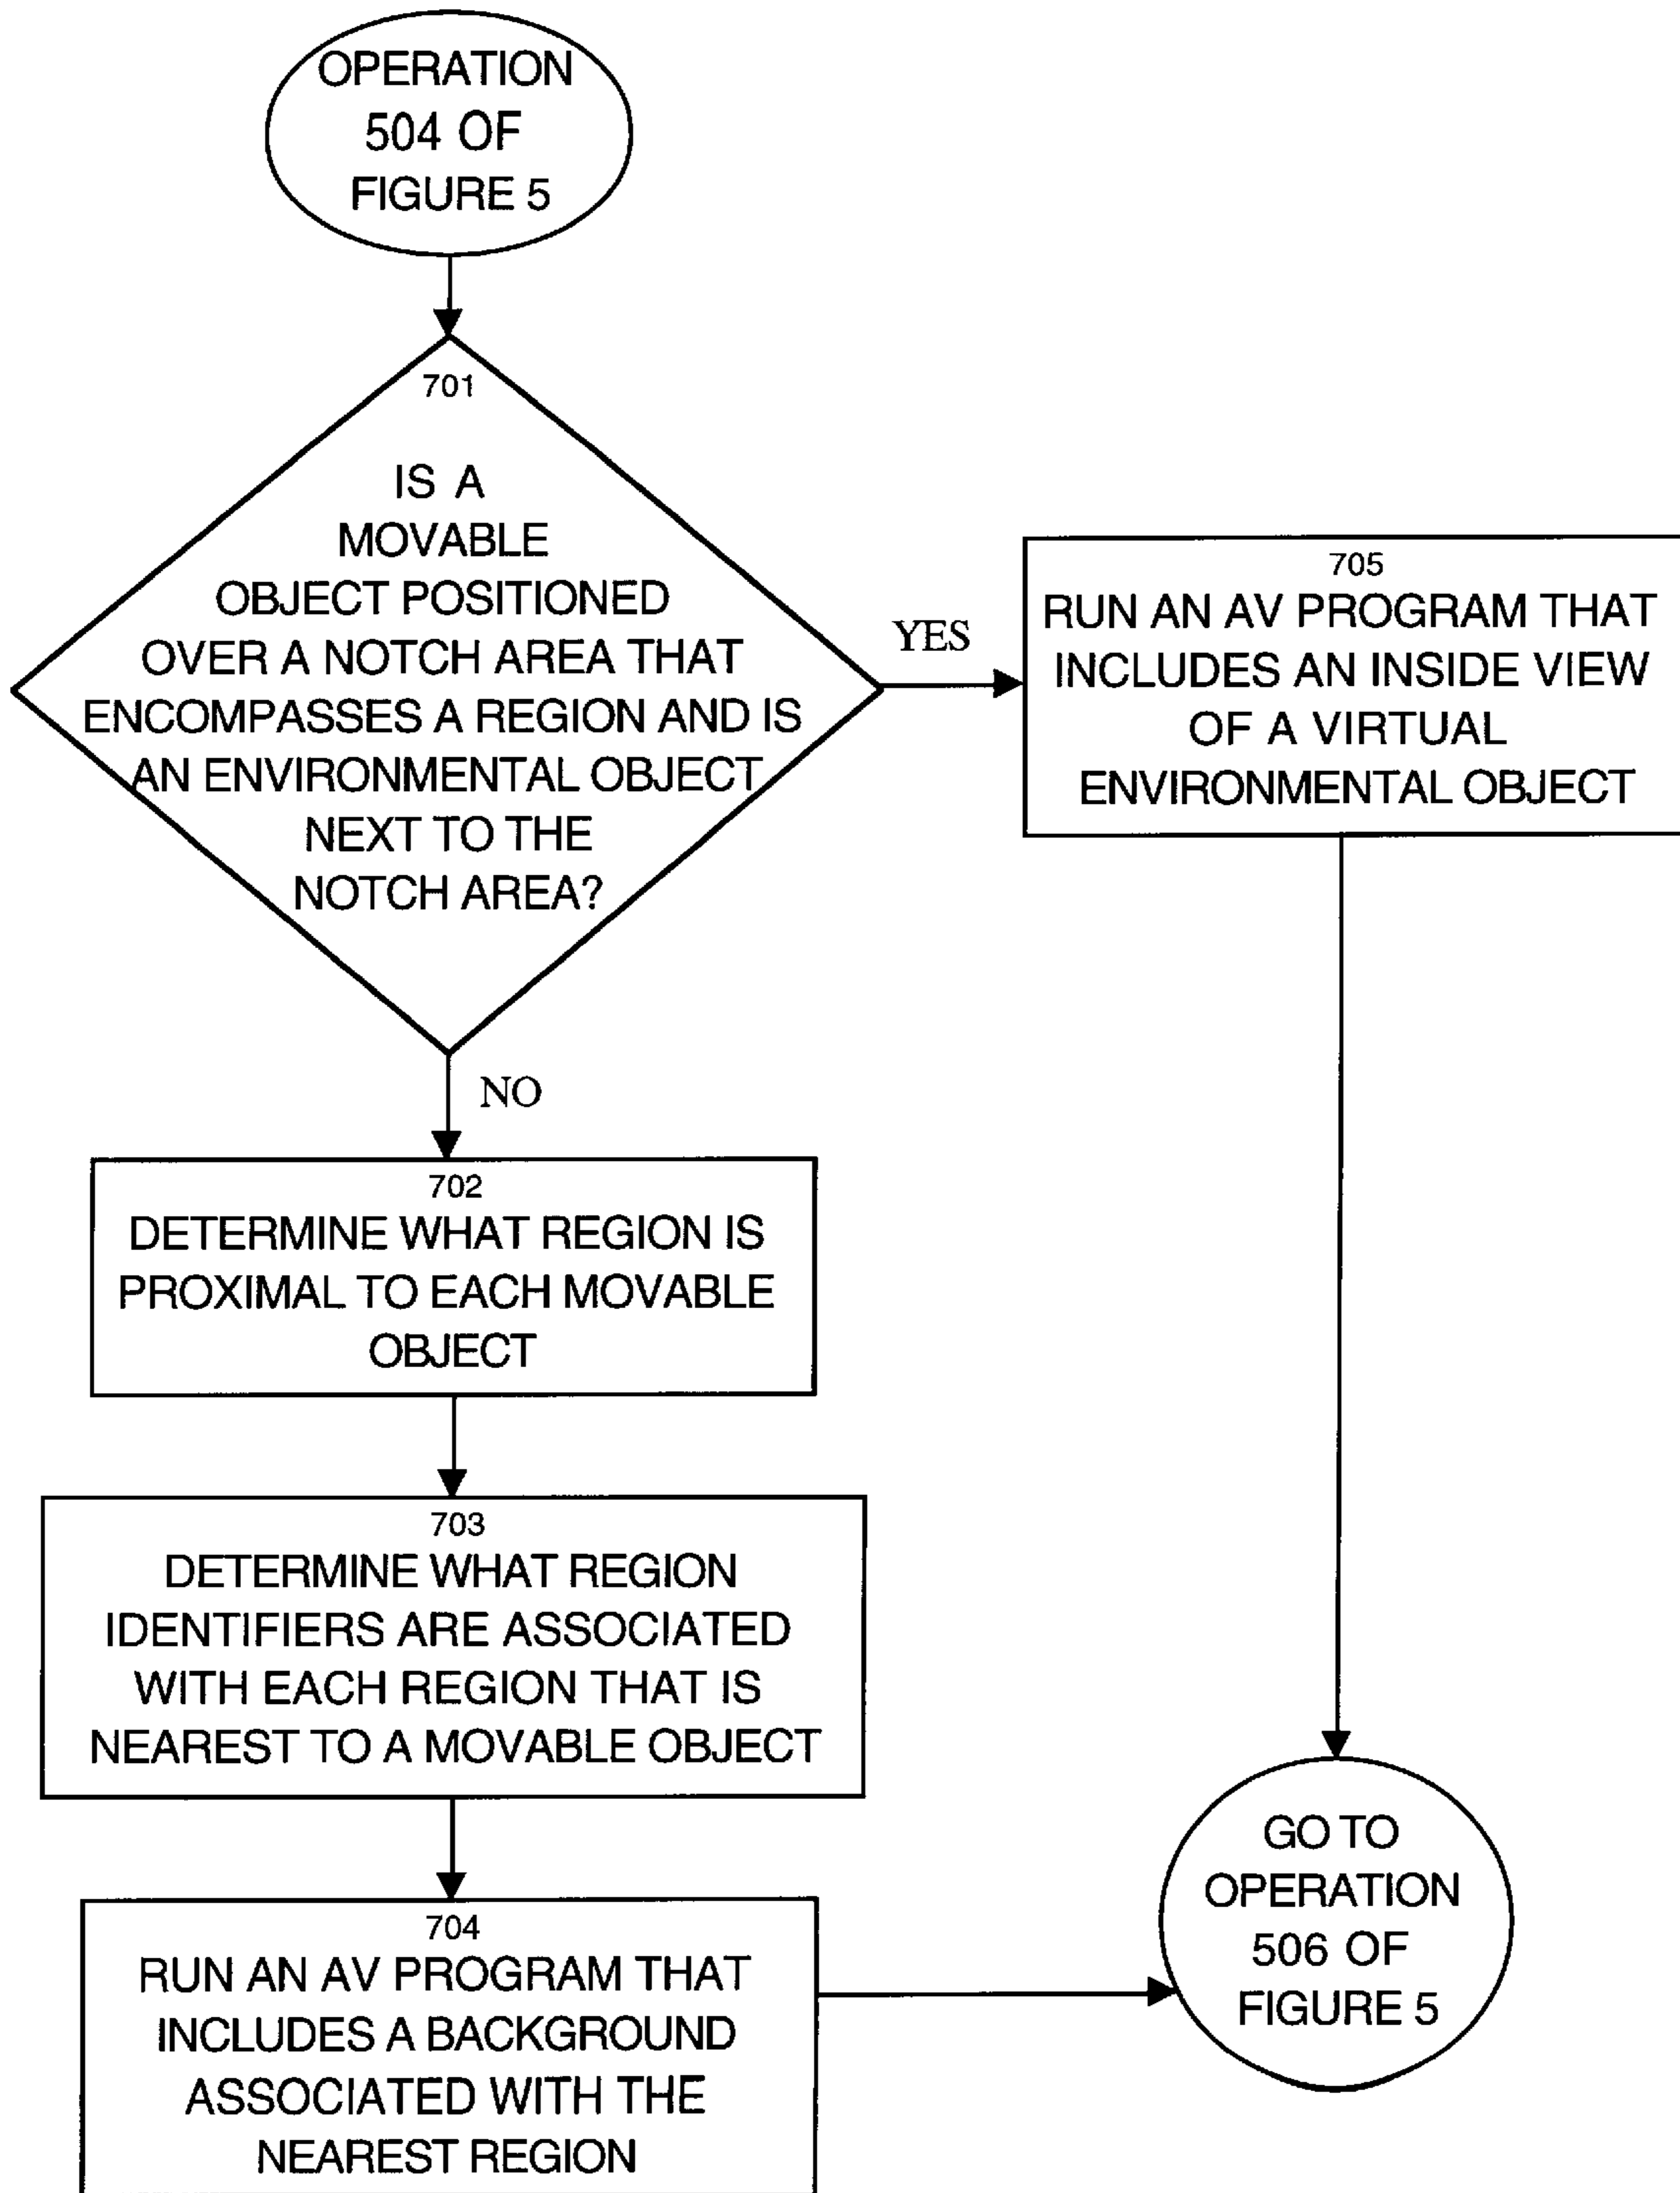 OPERATION
504 OF
FIGURE 5
701
IS A
MOVABLE
OBJECT POSITIONED
OVER A NOTCH AREA THAT
ENCOMPASSES A REGION AND IS
AN ENVIRONMENTAL OBJECT
NEXT TO THE
NOTCH AREA?
YES
705
RUN AN AV PROGRAM THAT
INCLUDES AN INSIDE VIEW
OF A VIRTUAL
ENVIRONMENTAL OBJECT
NO
702
DETERMINE WHAT REGION IS
PROXIMAL TO EACH MOVABLE
OBJECT
703
DETERMINE WHAT REGION
IDENTIFIERS ARE ASSOCIATED
WITH EACH REGION THAT IS
NEAREST TO A MOVABLE OBJECT
704
RUN AN AV PROGRAM THAT
INCLUDES A BACKGROUND
ASSOCIATED WITH THE
NEAREST REGION
GO TO
OPERATION
506 OF
FIGURE 5